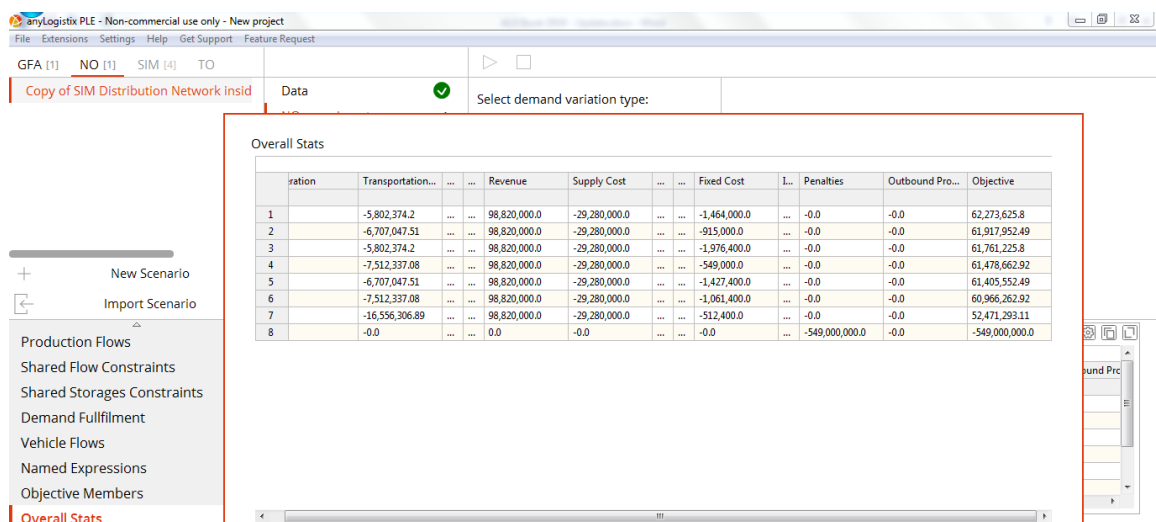 anyLogistix PLE - Non-commercial use only - New project
File Extensions Settings Help Get Support Feature Request
GFA [1] NO [1] SIM [4] TO
Copy of SIM Distribution Network insid
Data
Select demand variation type:
Overall Stats
eration Transportation... ... ... Revenue Supply Cost ... ... Fixed Cost I... Penalties Outbound Pro... Objective
1 -5,802,374.2 ... ... 98,820,000.0 -29,280,000.0 ... ... -1,464,000.0 ... -0.0 -0.0 62,273,625.8
2 -6,707,047.51 ... ... 98,820,000.0 -29,280,000.0 ... ... -915,000.0 ... -0.0 -0.0 61,917,952.49
3 -5,802,374.2 ... ... 98,820,000.0 -29,280,000.0 ... ... -1,976,400.0 ... -0.0 -0.0 61,761,225.8
4 -7,512,337.08 ... ... 98,820,000.0 -29,280,000.0 ... ... -549,000.0 ... -0.0 -0.0 61,478,662.92
5 -6,707,047.51 ... ... 98,820,000.0 -29,280,000.0 ... ... -1,427,400.0 ... -0.0 -0.0 61,405,552.49
6 -7,512,337.08 ... ... 98,820,000.0 -29,280,000.0 ... ... -1,061,400.0 ... -0.0 -0.0 60,966,262.92
7 -16,556,306.89 ... ... 98,820,000.0 -29,280,000.0 ... ... -512,400.0 ... -0.0 -0.0 52,471,293.11
8 -0.0 ... ... 0.0 -0.0 ... ... -0.0 ... -549,000,000.0 -0.0 -549,000,000.0
New Scenario
Import Scenario
Production Flows
Shared Flow Constraints
Shared Storages Constraints
Demand Fullfilment
Vehicle Flows
Named Expressions
Objective Members
Overall Stats
ound Pro